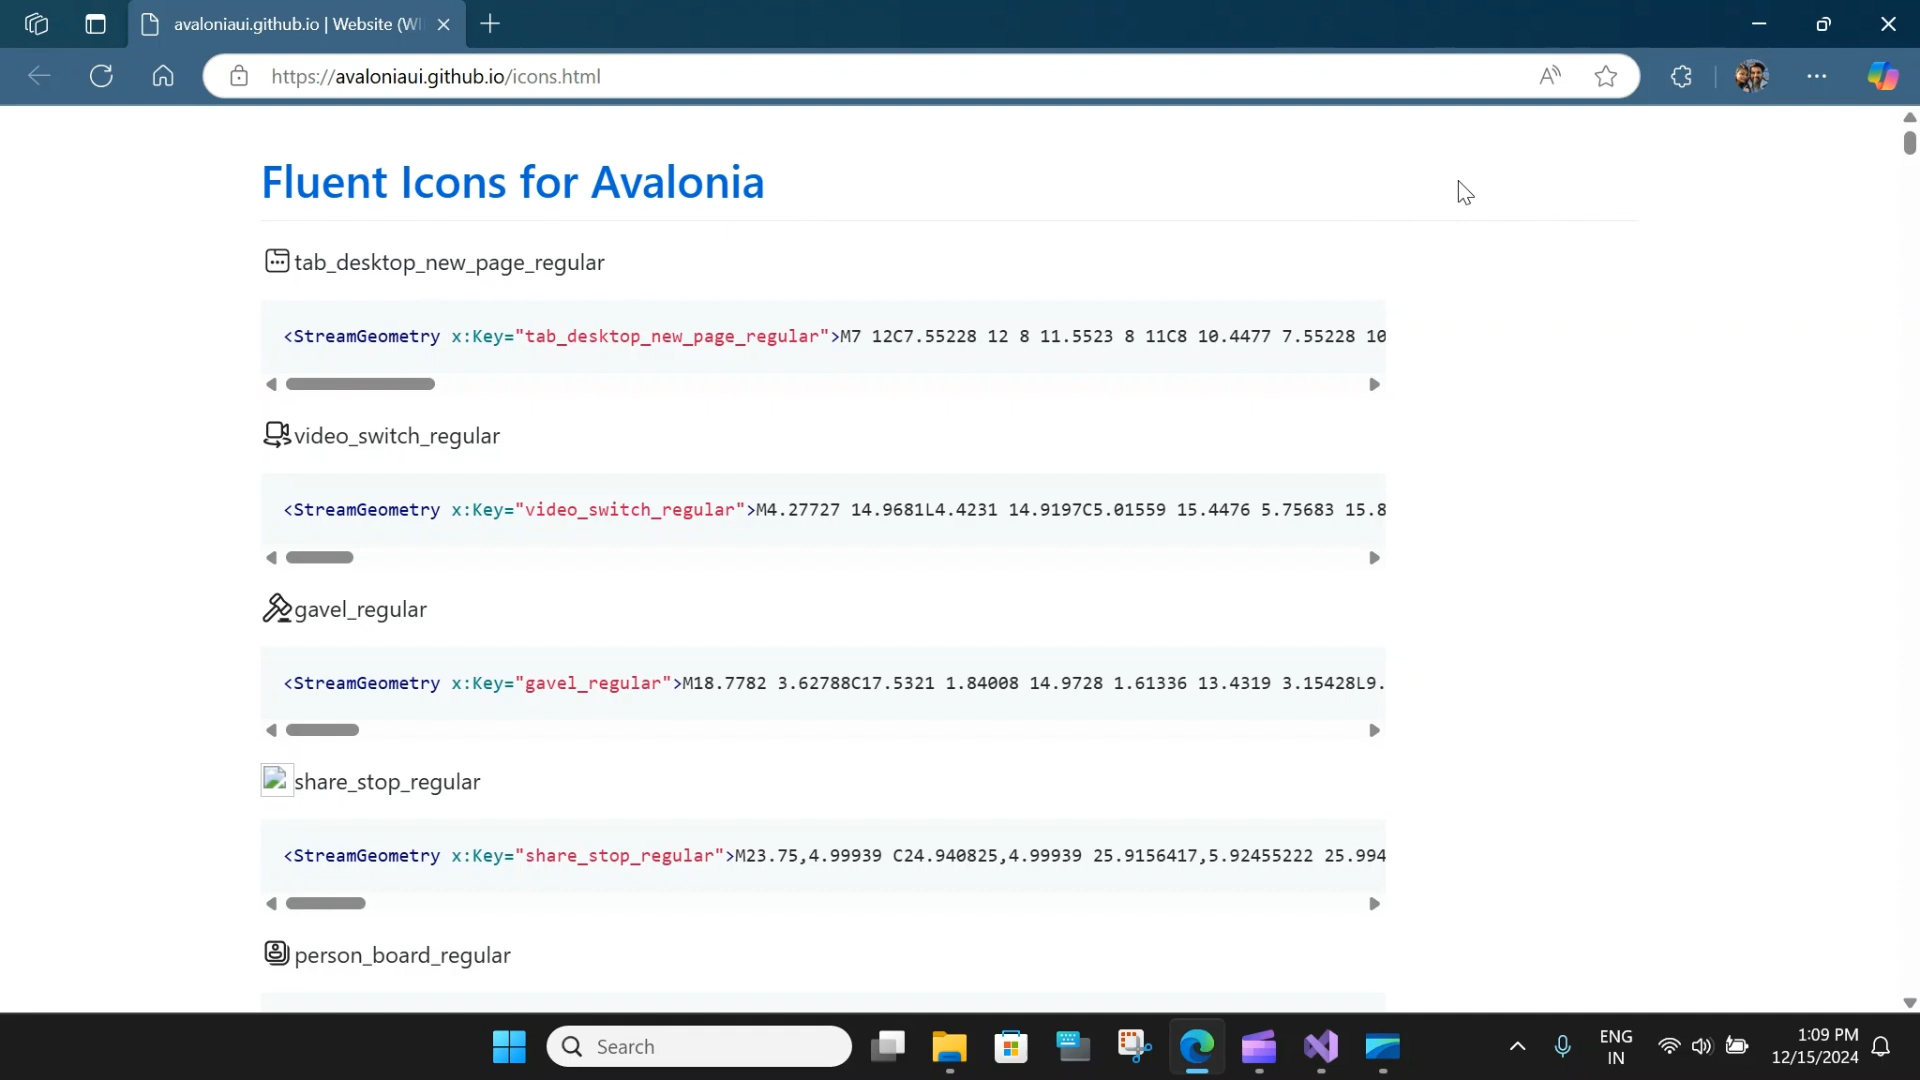 avaloniaui.github.io | Website (WI
https://avaloniaui.github.io/icons.html
Fluent Icons for Avalonia
tab_desktop_new_page_regular
<StreamGeometry x:Key="tab_desktop_new_page_regular">M7 12C7.55228 12 8 11.5523 8 11C8 10.4477 7.55228 10
video_switch_regular
<StreamGeometry x:Key="video_switch_regular">M4.27727 14.9681L4.4231 14.9197C5.01559 15.4476 5.75683 15.8
gavel_regular
<StreamGeometry x:Key="gavel_regular">M18.7782 3.62788C17.5321 1.84008 14.9728 1.61336 13.4319 3.15428L9.
share_stop_regular
<StreamGeometry x:Key="share_stop_regular">M23.75,4.99939 C24.940825,4.99939 25.9156417,5.92455222 25.994
person_board_regular
Search
ENG
IN
1:09 PM
12/15/2024